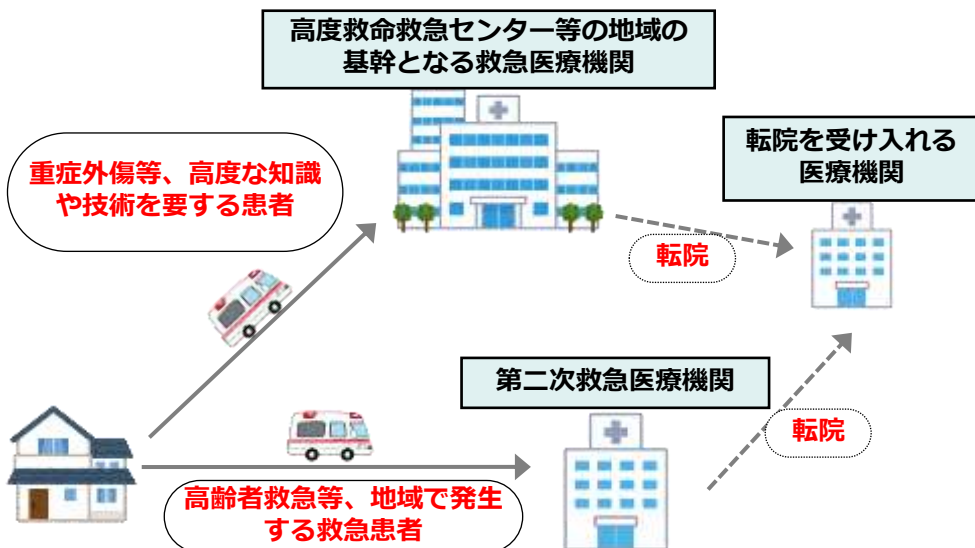 高度救命救急センター等の地域の
基幹となる救急医療機関
転院を受け入れる
医療機関
重症外傷等、高度な知識
や技術を要する患者
転院
第二次救急医療機関
転院
高齢者救急等、地域で発生
する救急患者